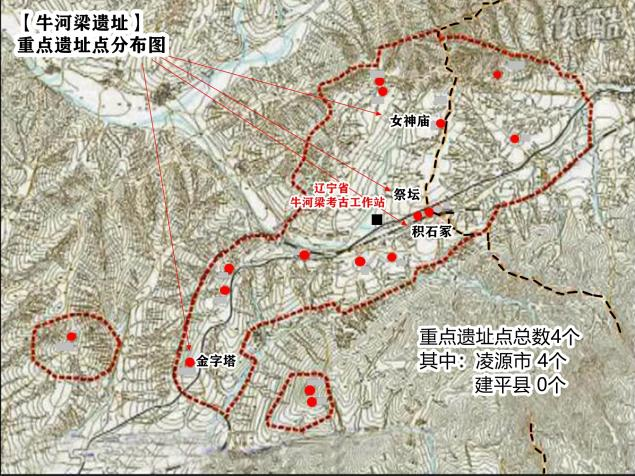 【牛河梁遗址】
重点遗址点分布图
优酷
女神庙
祭坛
辽宁省
牛河梁考古工作站
积石冢
金字塔
重点遗址点总数4个
其中：凌源市 4个
建平县 0个